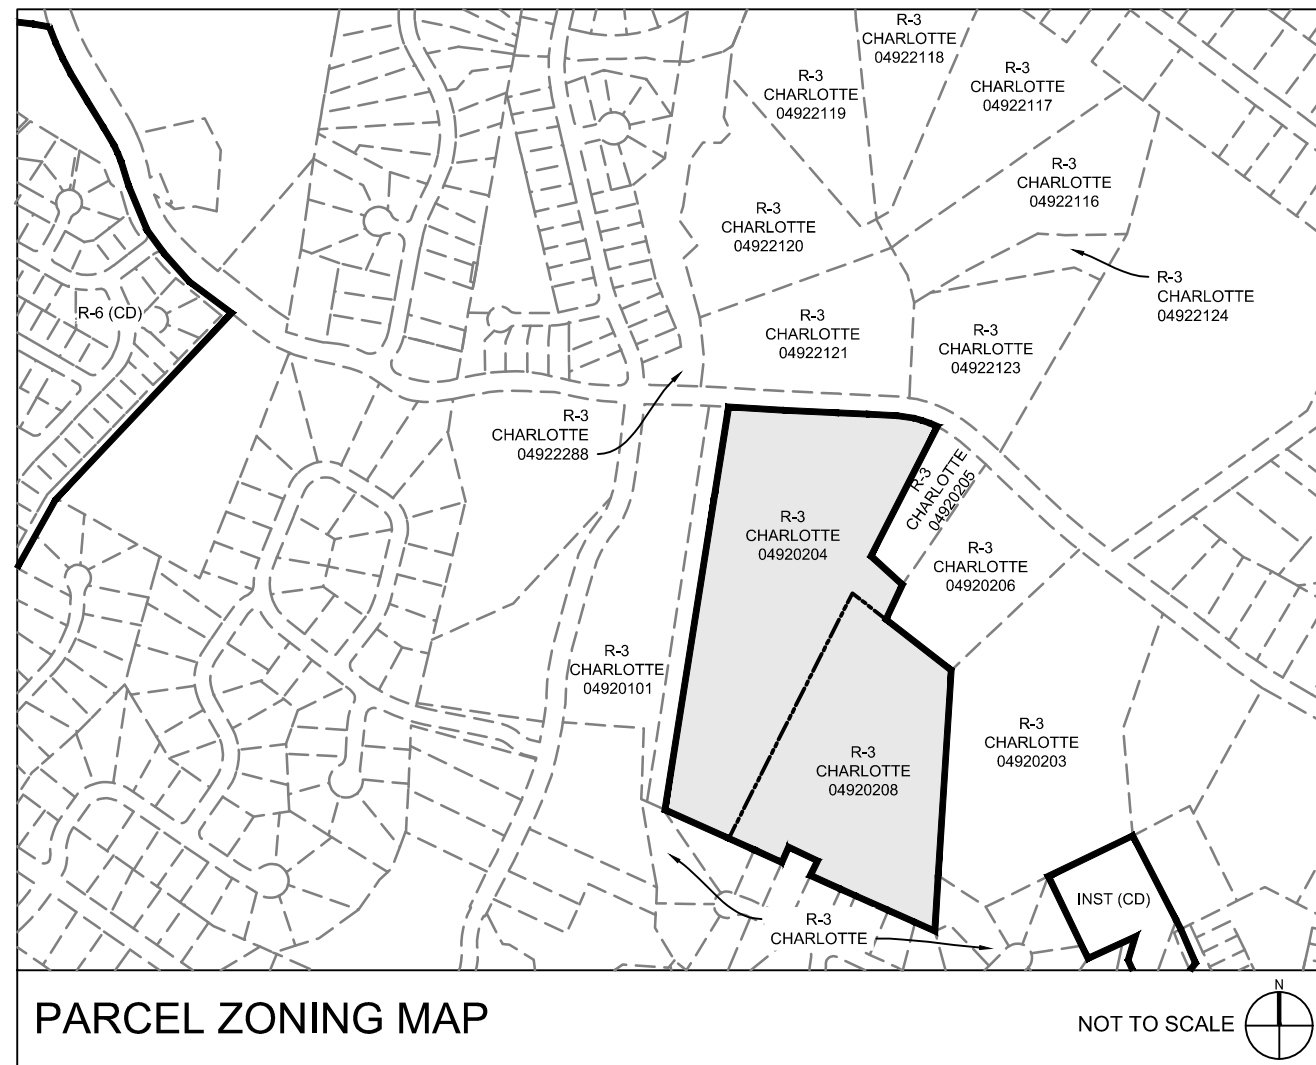 R-3
CHARLOTTE
04922118
R-3
CHARLOTTE
04922117
R-3
CHARLOTTE
04922119
R-3
CHARLOTTE
04922116
R-3
CHARLOTTE
04922120
R-3
CHARLOTTE
04922124
R-6 (CD)
R-3
CHARLOTTE
04922121
R-3
CHARLOTTE
04922123
R-3
CHARLOTTE
04922288
R-3
CHARLOTTE
04920205
R-3
CHARLOTTE
04920204
R-3
CHARLOTTE
04920206
R-3
CHARLOTTE
04920101
R-3
CHARLOTTE
04920203
R-3
CHARLOTTE
04920208
INST (CD)
R-3
CHARLOTTE
PARCEL ZONING MAP
NOT TO SCALE
N